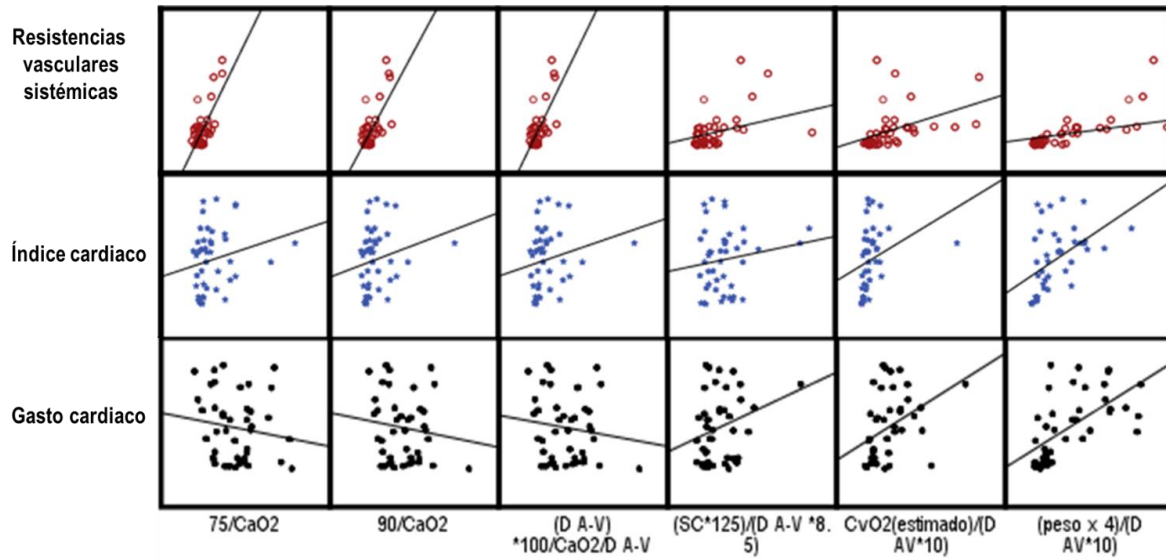 Resistencias
vasculares
sistémicas
Índice cardiaco
Gasto cardiaco
75/CaO2
90/CaO2
(D A-V)
*100/CaO2/D A-V
(SC*125)/(D A-V *8.
5)
CvO2(estimado)/(D
AV*10)
(peso x 4)/(D
AV*10)